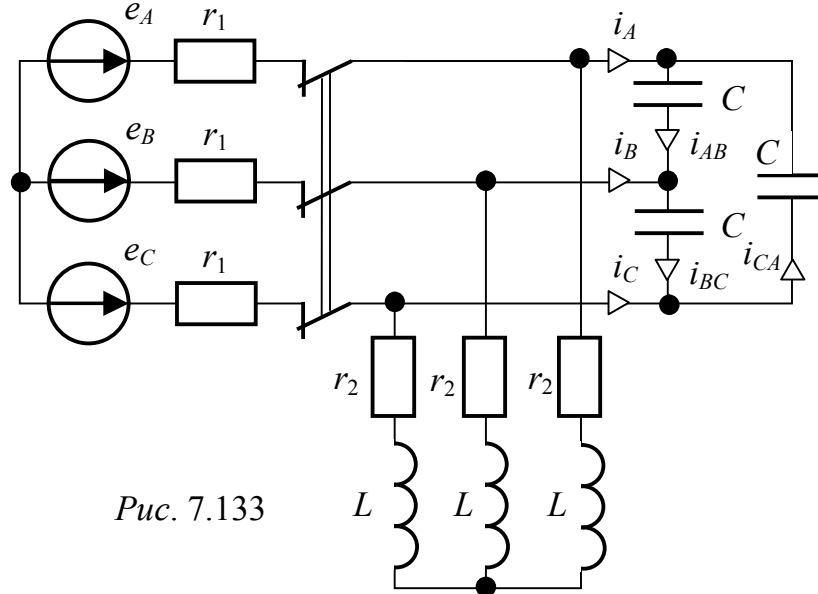 e_A r_1 i_A
C
e_B r_1 i_B i_AB C
C
e_C r_1 i_C i_BC i_CA
r_2 r_2 r_2
L L L
Рис. 7.133